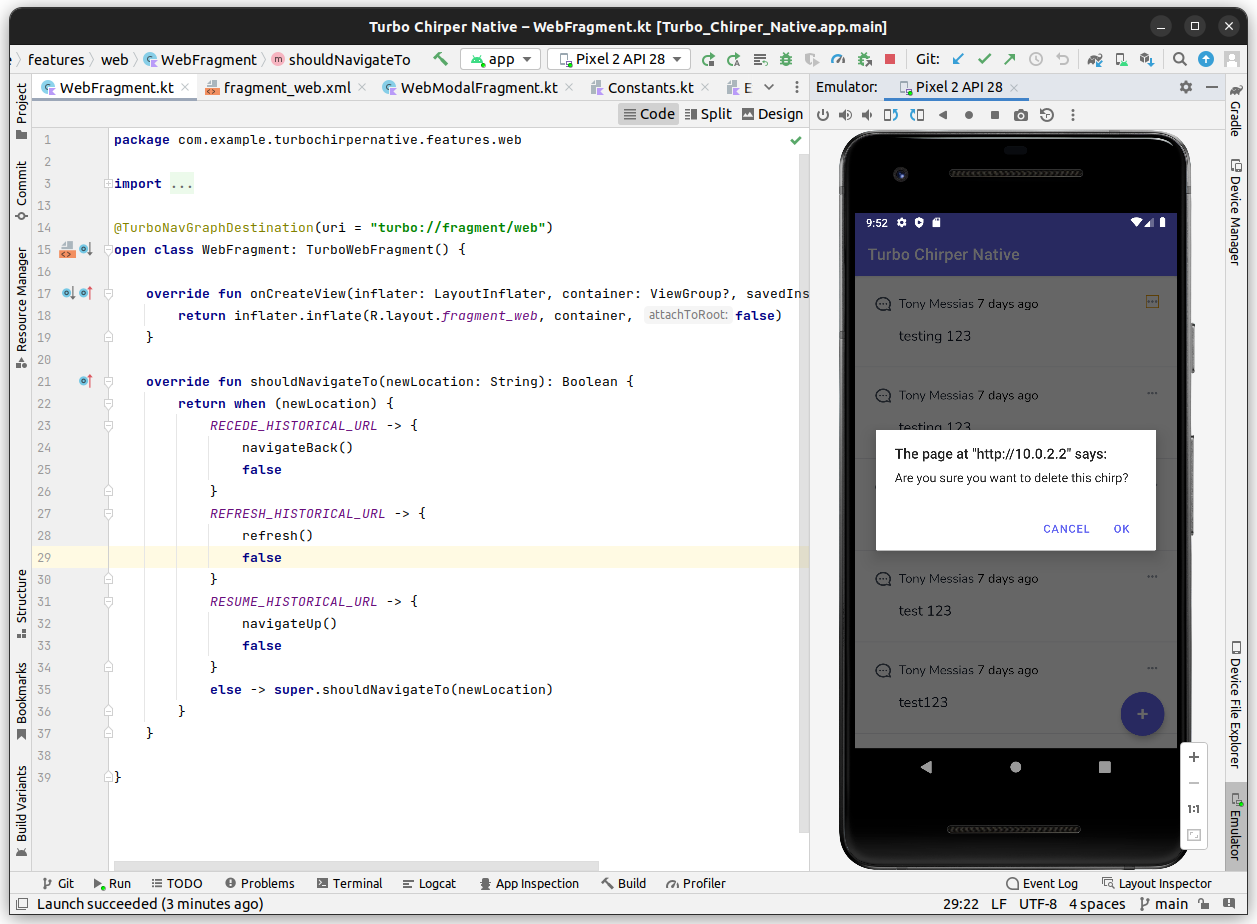 Turbo Chirper Native – WebFragment.kt [Turbo_Chirper_Native.app.main]
features web WebFragment m shouldNavigateTo app Pixel 2 API 28 Git:
WebFragment.kt fragment_web.xml WebModalFragment.kt Constants.kt E
Emulator: Pixel 2 API 28
Code Split Design
Project
Commit
Resource Manager
Structure
Bookmarks
Build Variants
1 package com.example.turbochirpernative.features.web
2
3 import ...
13
14 @TurboNavGraphDestination(uri = "turbo://fragment/web")
15 open class WebFragment: TurboWebFragment() {
16
17 override fun onCreateView(inflater: LayoutInflater, container: ViewGroup?, savedIns
18 return inflater.inflate(R.layout.fragment_web, container, attachToRoot: false)
19 }
20
21 override fun shouldNavigateTo(newLocation: String): Boolean {
22 return when (newLocation) {
23 RECEDE_HISTORICAL_URL -> {
24 navigateBack()
25 false
26 }
27 REFRESH_HISTORICAL_URL -> {
28 refresh()
29 false
30 }
31 RESUME_HISTORICAL_URL -> {
32 navigateUp()
33 false
34 }
35 else -> super.shouldNavigateTo(newLocation)
36 }
37 }
38
39 }
9:52
Turbo Chirper Native
Tony Messias 7 days ago
testing 123
Tony Messias 7 days ago
testing 123
The page at "http://10.0.2.2" says:
Are you sure you want to delete this chirp?
CANCEL OK
Tony Messias 7 days ago
test 123
Tony Messias 7 days ago
test123
+
+
−
1:1
Gradle
Device Manager
Device File Explorer
Emulator
Git Run TODO Problems Terminal Logcat App Inspection Build Profiler Event Log Layout Inspector
Launch succeeded (3 minutes ago) 29:22 LF UTF-8 4 spaces main